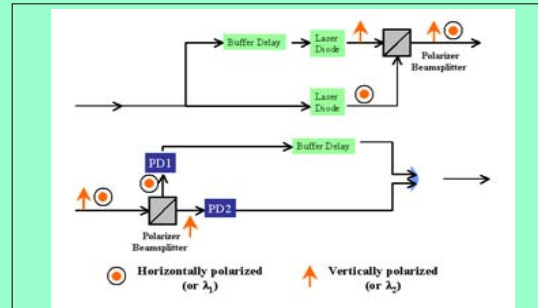 Buffer Delay
Laser
Diode
Laser
Diode
Polarizer
Beamsplitter
PD1
Buffer Delay
PD2
Polarizer
Beamsplitter
Horizontally polarized
(or λ1)
Vertically polarized
(or λ2)